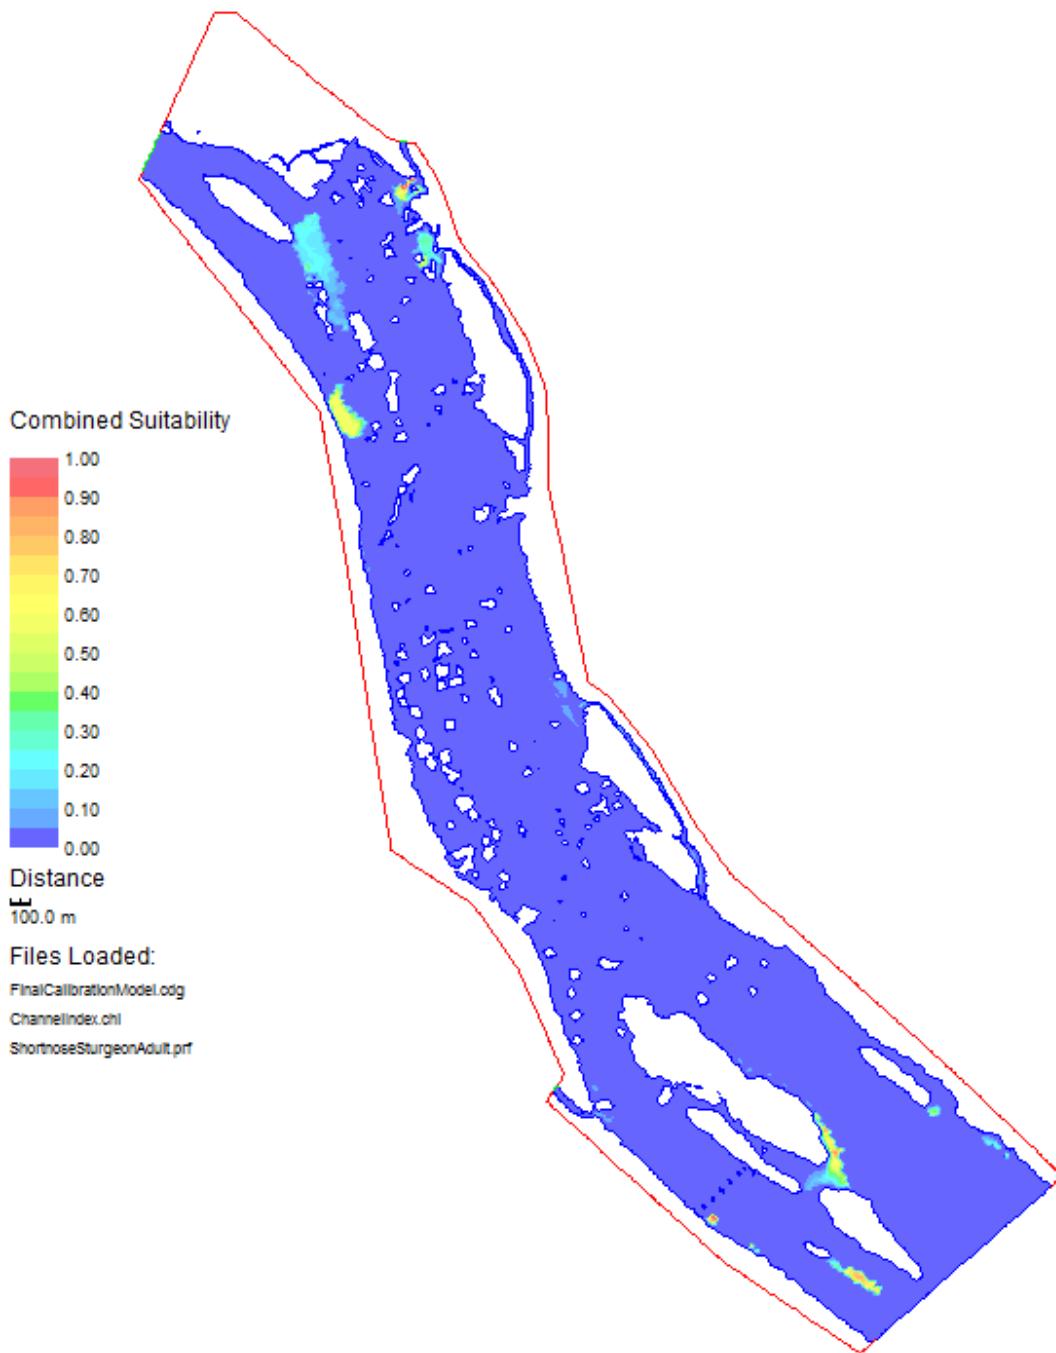 Combined Suitability
1.00
0.90
0.80
0.70
0.60
0.50
0.40
0.30
0.20
0.10
0.00
Distance
100.0 m
Files Loaded:
FinalCalibrationModel.cdg
ChannelIndex.chi
ShortnoseSturgeonAdult.prf